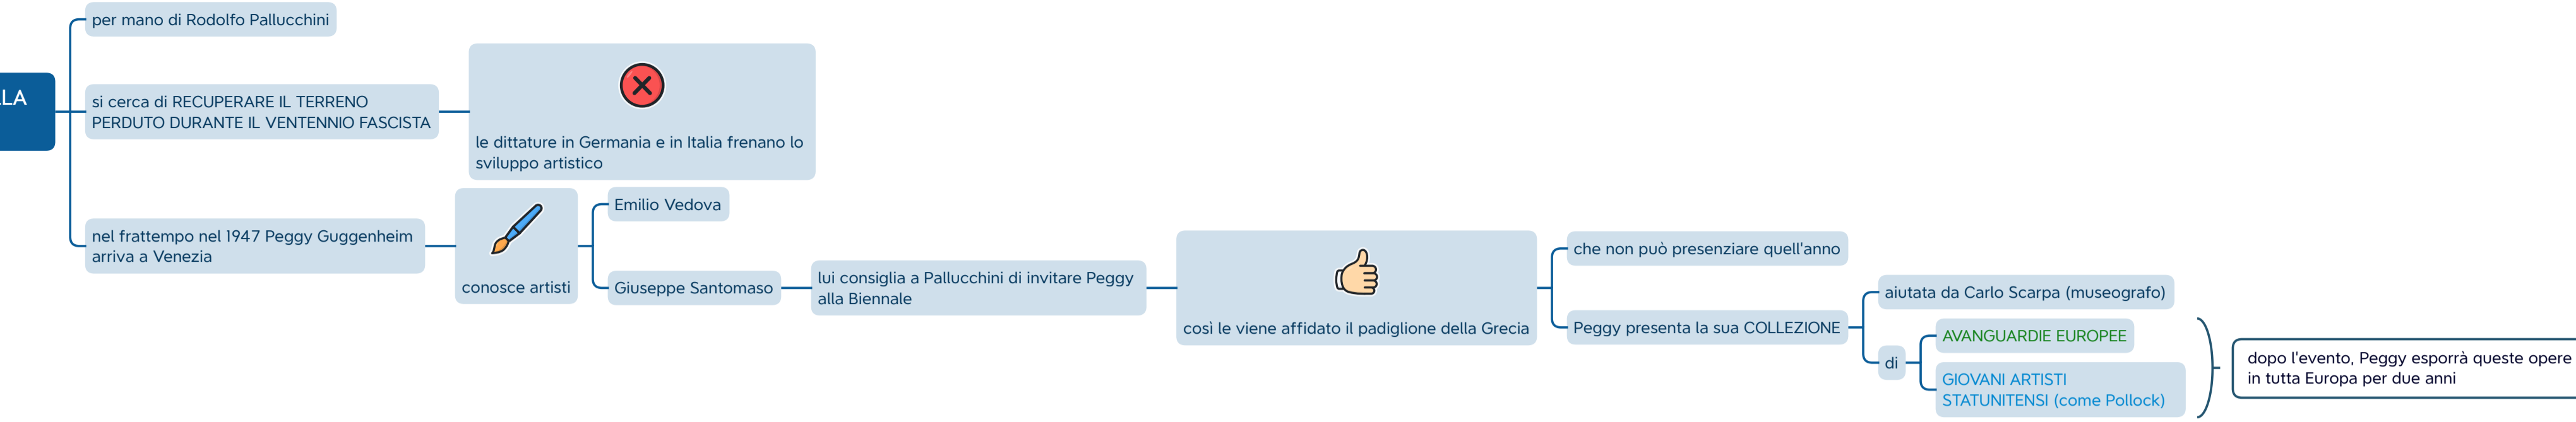 per mano di Rodolfo Pallucchini
LLA
si cerca di RECUPERARE IL TERRENO
PERDUTO DURANTE IL VENTENNIO FASCISTA
le dittature in Germania e in Italia frenano lo
sviluppo artistico
nel frattempo nel 1947 Peggy Guggenheim
arriva a Venezia
conosce artisti
Emilio Vedova
Giuseppe Santomaso
lui consiglia a Pallucchini di invitare Peggy
alla Biennale
così le viene affidato il padiglione della Grecia
che non può presenziare quell'anno
Peggy presenta la sua COLLEZIONE
aiutata da Carlo Scarpa (museografo)
di
AVANGUARDIE EUROPEE
GIOVANI ARTISTI
STATUNITENSI (come Pollock)
dopo l'evento, Peggy esporrà queste opere
in tutta Europa per due anni